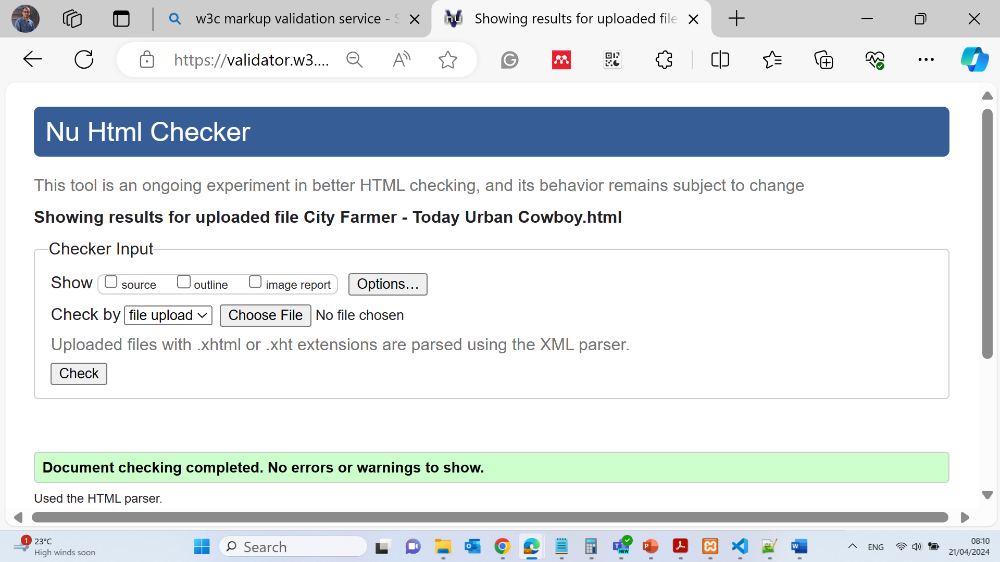 w3c markup validation service -
Showing results for uploaded file
https://validator.w3....
Nu Html Checker
This tool is an ongoing experiment in better HTML checking, and its behavior remains subject to change
Showing results for uploaded file City Farmer - Today Urban Cowboy.html
Checker Input
Show source outline image report Options…
Check by file upload Choose File No file chosen
Uploaded files with .xhtml or .xht extensions are parsed using the XML parser.
Check
Document checking completed. No errors or warnings to show.
Used the HTML parser.
1 23°C
High winds soon
Search
NEW
ENG
08:10
21/04/2024